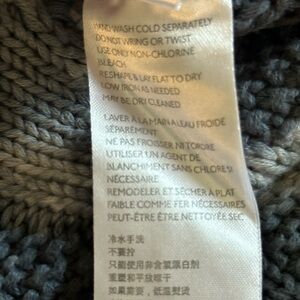 HAND WASH COLD SEPARATELY
DO NOT WRING OR TWIST
USE ONLY NON-CHLORINE
BLEACH
RESHAPE & LAY FLAT TO DRY
LOW IRON AS NEEDED
MAY BE DRY CLEANED
LAVER À LA MAIN À L'EAU FROIDE
SÉPARÉMENT
NE PAS FROISSER NI TORDRE
UTILISER UN AGENT DE
BLANCHIMENT SANS CHLORE SI
NÉCESSAIRE
REMODELER ET SÉCHER À PLAT
FAIBLE COMME FER NÉCESSAIRES
PEUT-ÊTRE ÊTRE NETTOYÉE SEC
冷水手洗
不要拧
只能使用非含氯漂白剂
重塑和平放晾干
如果需要,低温熨烫